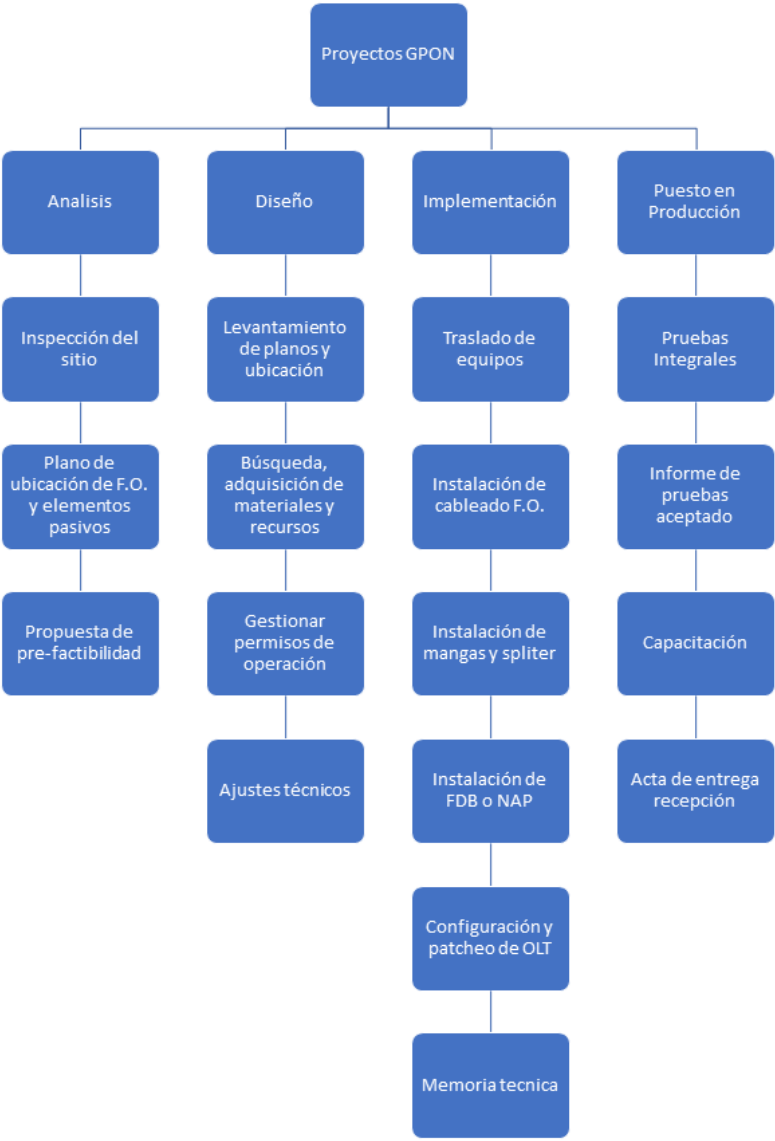 Proyectos GPON
Analisis
Inspección del
sitio
Plano de
ubicación de F.O.
y elementos
pasivos
Propuesta de
pre-factibilidad
Diseño
Levantamiento
de planos y
ubicación
Búsqueda,
adquisición de
materiales y
recursos
Gestionar
permisos de
operación
Ajustes técnicos
Implementación
Traslado de
equipos
Instalación de
cableado F.O.
Instalación de
mangas y spliter
Instalación de
FDB o NAP
Configuración y
patcheo de OLT
Memoria tecnica
Puesto en
Producción
Pruebas
Integrales
Informe de
pruebas
aceptado
Capacitación
Acta de entrega
recepción